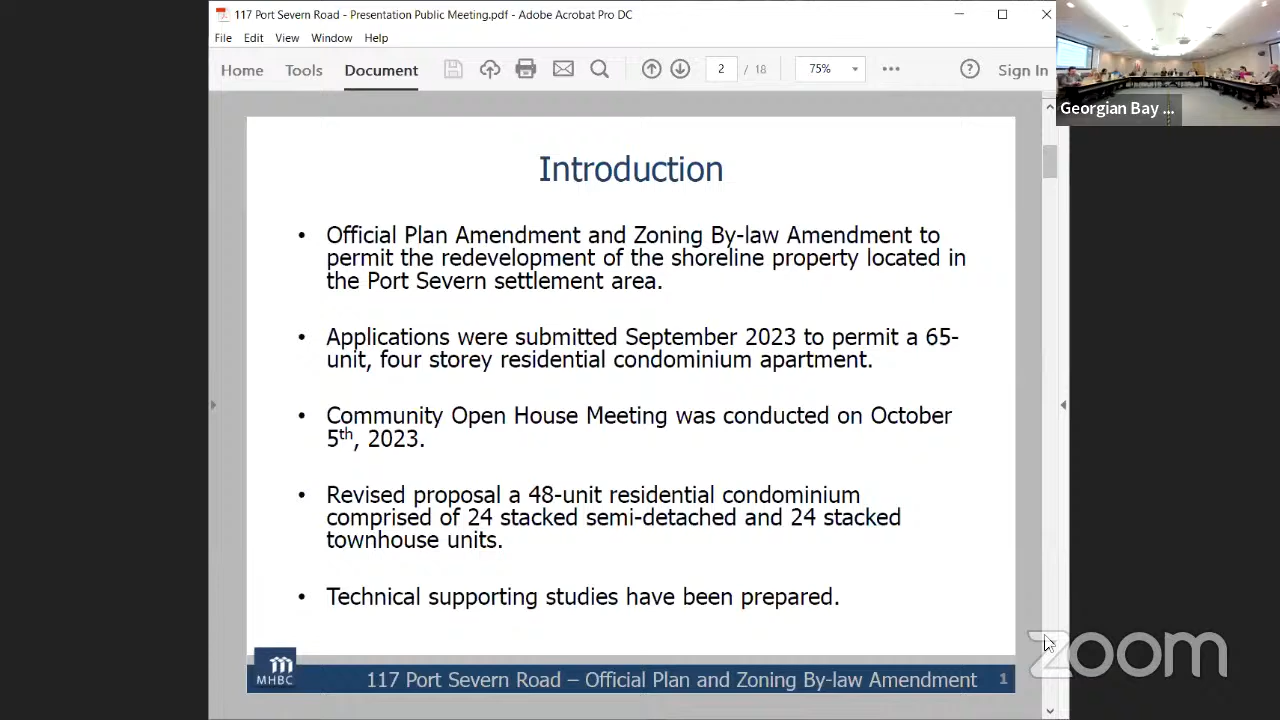 117 Port Severn Road - Presentation Public Meeting.pdf - Adobe Acrobat Pro DC
File Edit View Window Help
Home Tools Document 2 / 18 75% Sign In
Georgian Bay ...
Introduction
• Official Plan Amendment and Zoning By-law Amendment to
permit the redevelopment of the shoreline property located in
the Port Severn settlement area.
• Applications were submitted September 2023 to permit a 65-
unit, four storey residential condominium apartment.
• Community Open House Meeting was conducted on October
5th, 2023.
• Revised proposal a 48-unit residential condominium
comprised of 24 stacked semi-detached and 24 stacked
townhouse units.
• Technical supporting studies have been prepared.
MHBC
117 Port Severn Road – Official Plan and Zoning By-law Amendment 1
zoom